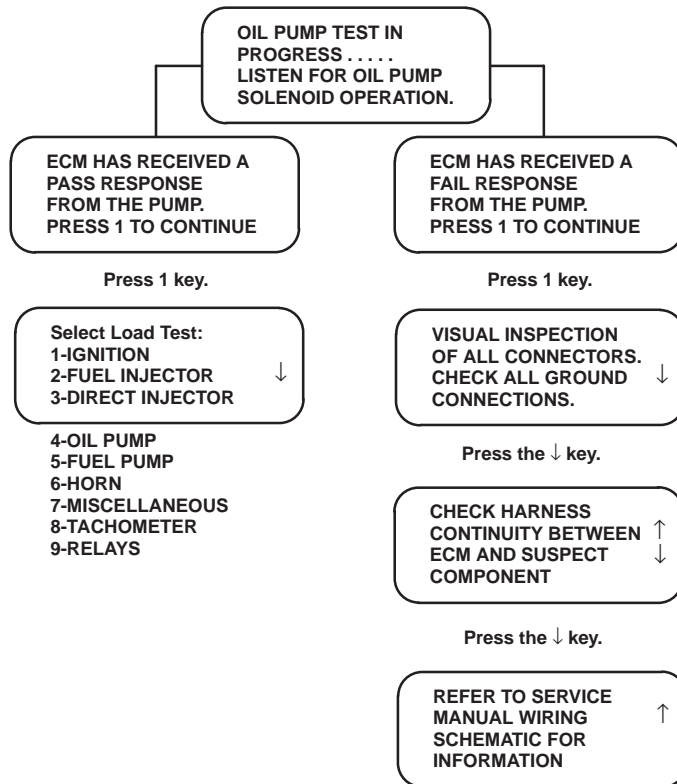 OIL PUMP TEST IN
PROGRESS . . . . .
LISTEN FOR OIL PUMP
SOLENOID OPERATION.
ECM HAS RECEIVED A
PASS RESPONSE
FROM THE PUMP.
PRESS 1 TO CONTINUE
Press 1 key.
Select Load Test:
1-IGNITION
2-FUEL INJECTOR ↓
3-DIRECT INJECTOR
4-OIL PUMP
5-FUEL PUMP
6-HORN
7-MISCELLANEOUS
8-TACHOMETER
9-RELAYS
ECM HAS RECEIVED A
FAIL RESPONSE
FROM THE PUMP.
PRESS 1 TO CONTINUE
Press 1 key.
VISUAL INSPECTION
OF ALL CONNECTORS.
CHECK ALL GROUND ↓
CONNECTIONS.
Press the ↓ key.
CHECK HARNESS
CONTINUITY BETWEEN ↑
ECM AND SUSPECT ↓
COMPONENT
Press the ↓ key.
REFER TO SERVICE
MANUAL WIRING ↑
SCHEMATIC FOR
INFORMATION